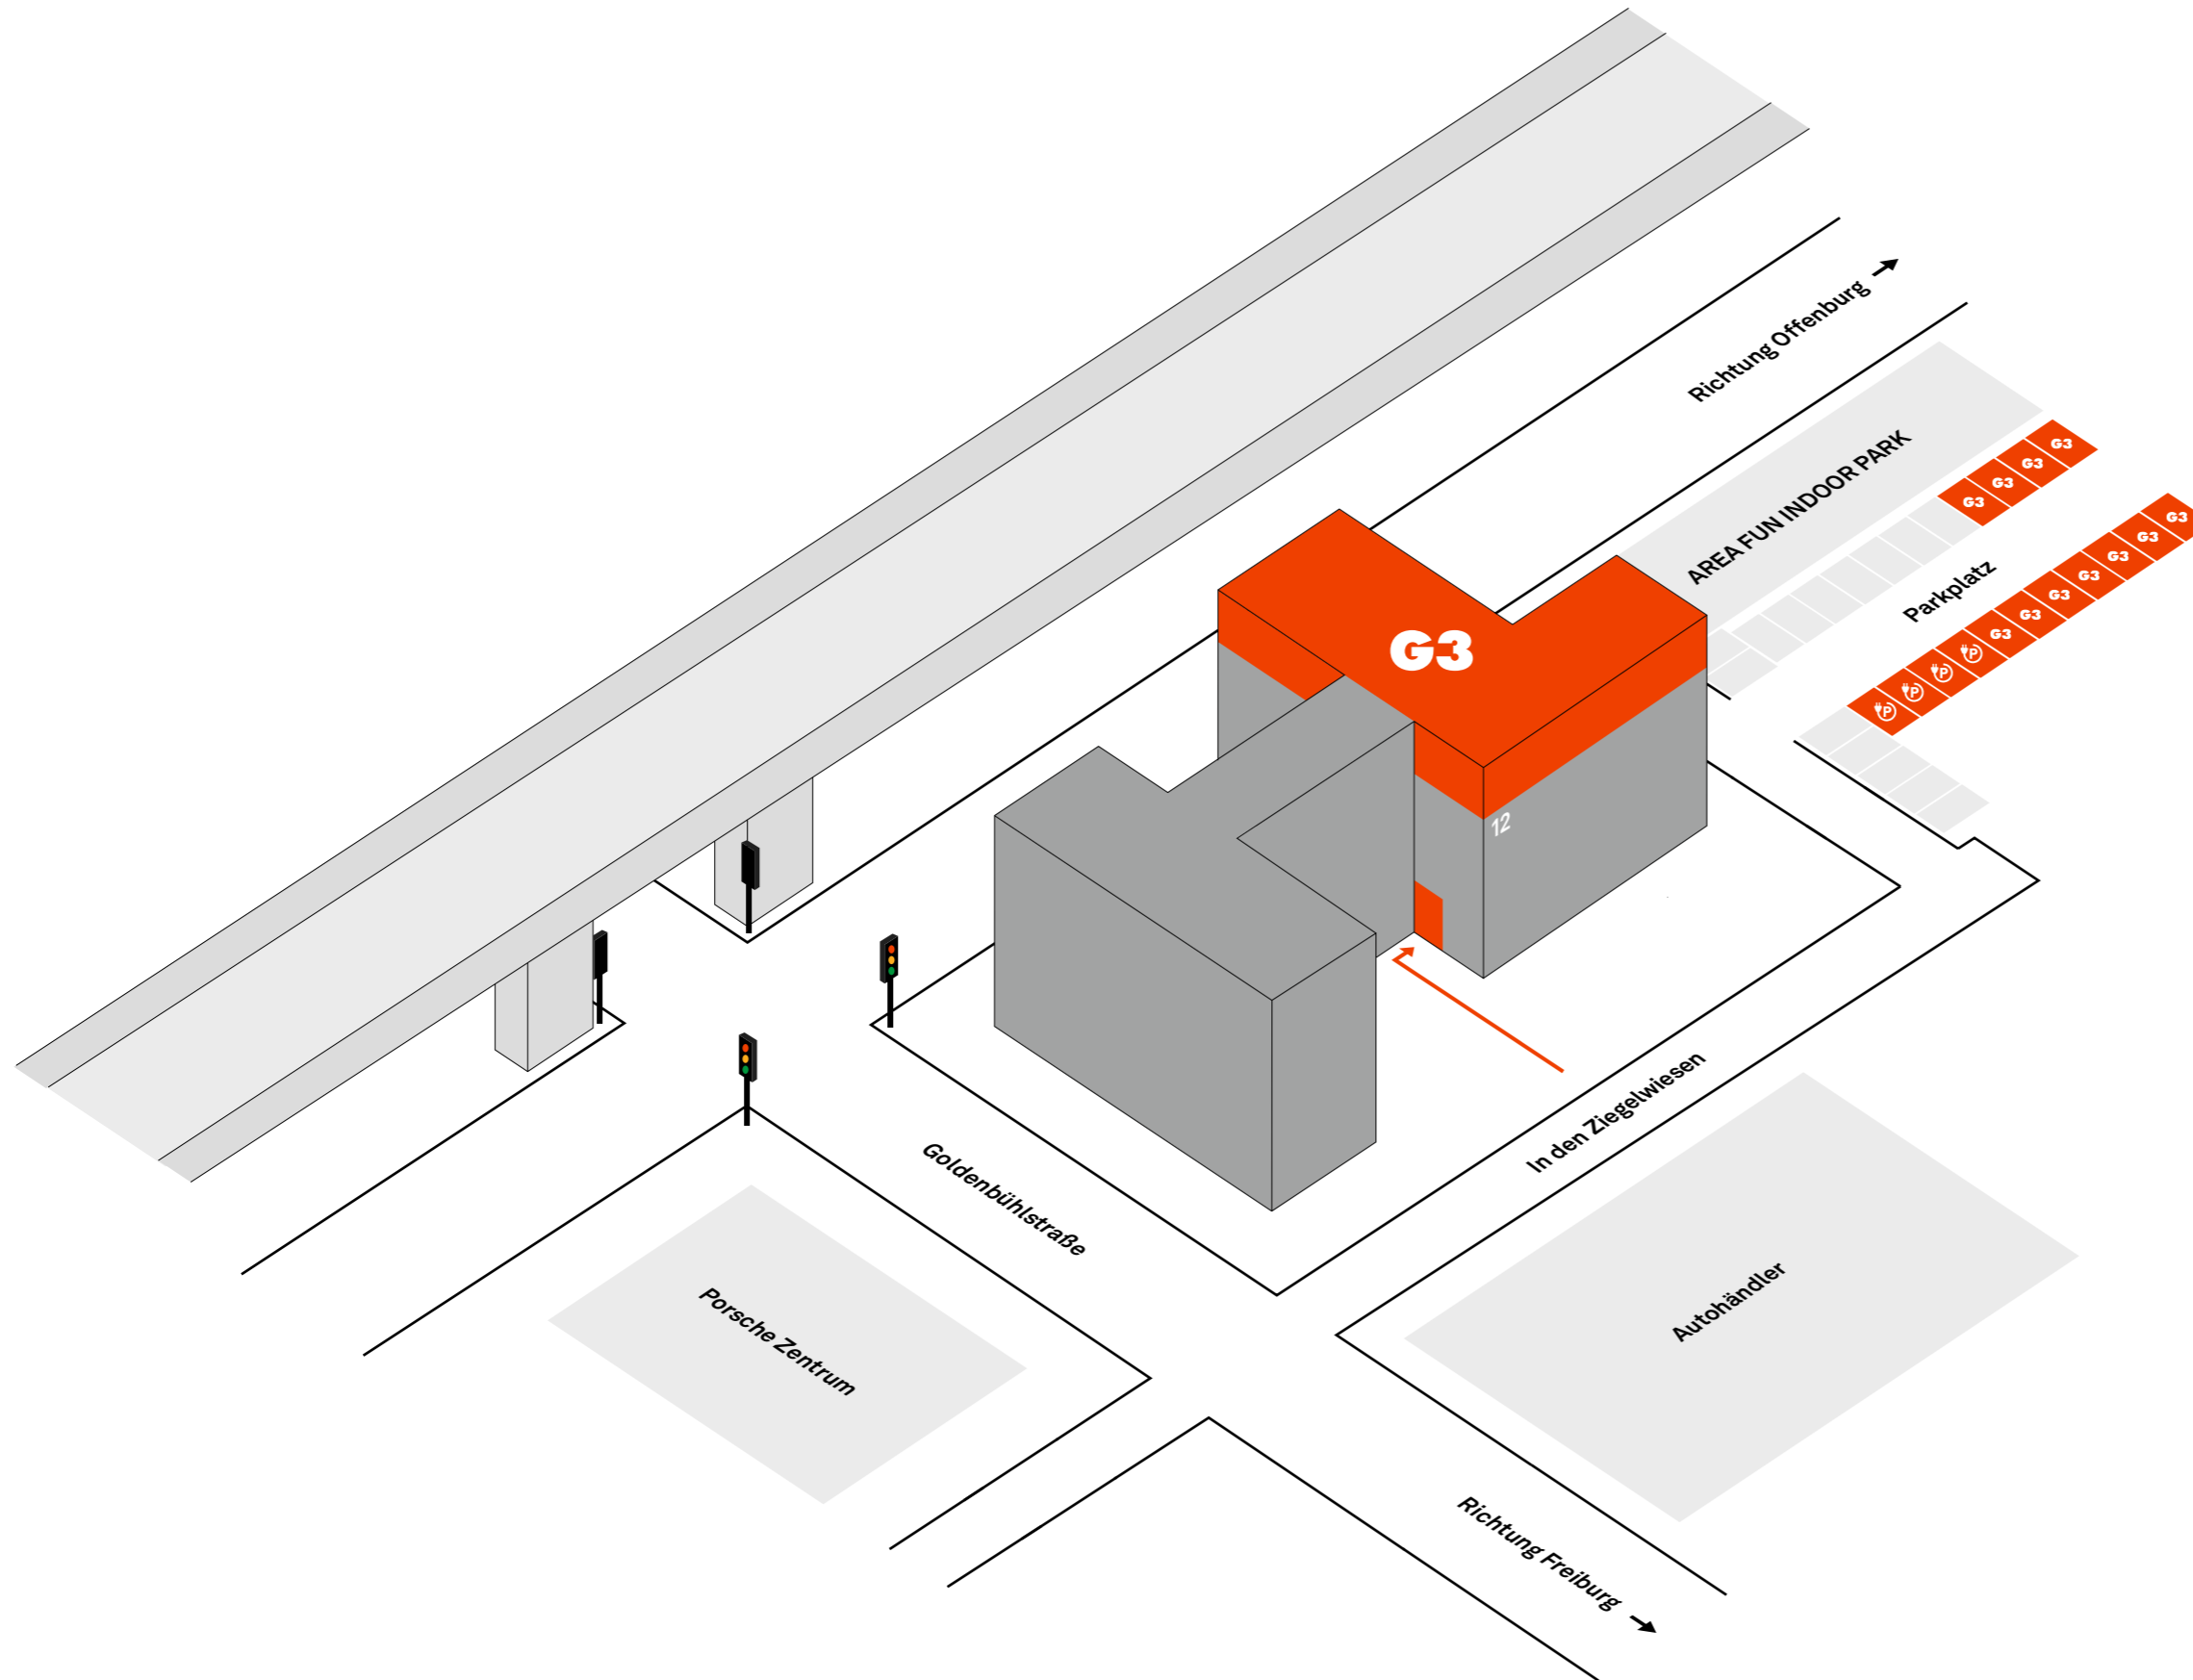 Richtung Offenburg
AREA FUN INDOOR PARK
G3
G3
G3
G3
Parkplatz
G3
G3
G3
G3
G3
G3
G3
P
P
P
P
G3
12
In den Ziegelwiesen
Goldenbühlstraße
Porsche Zentrum
Autohändler
Richtung Freiburg